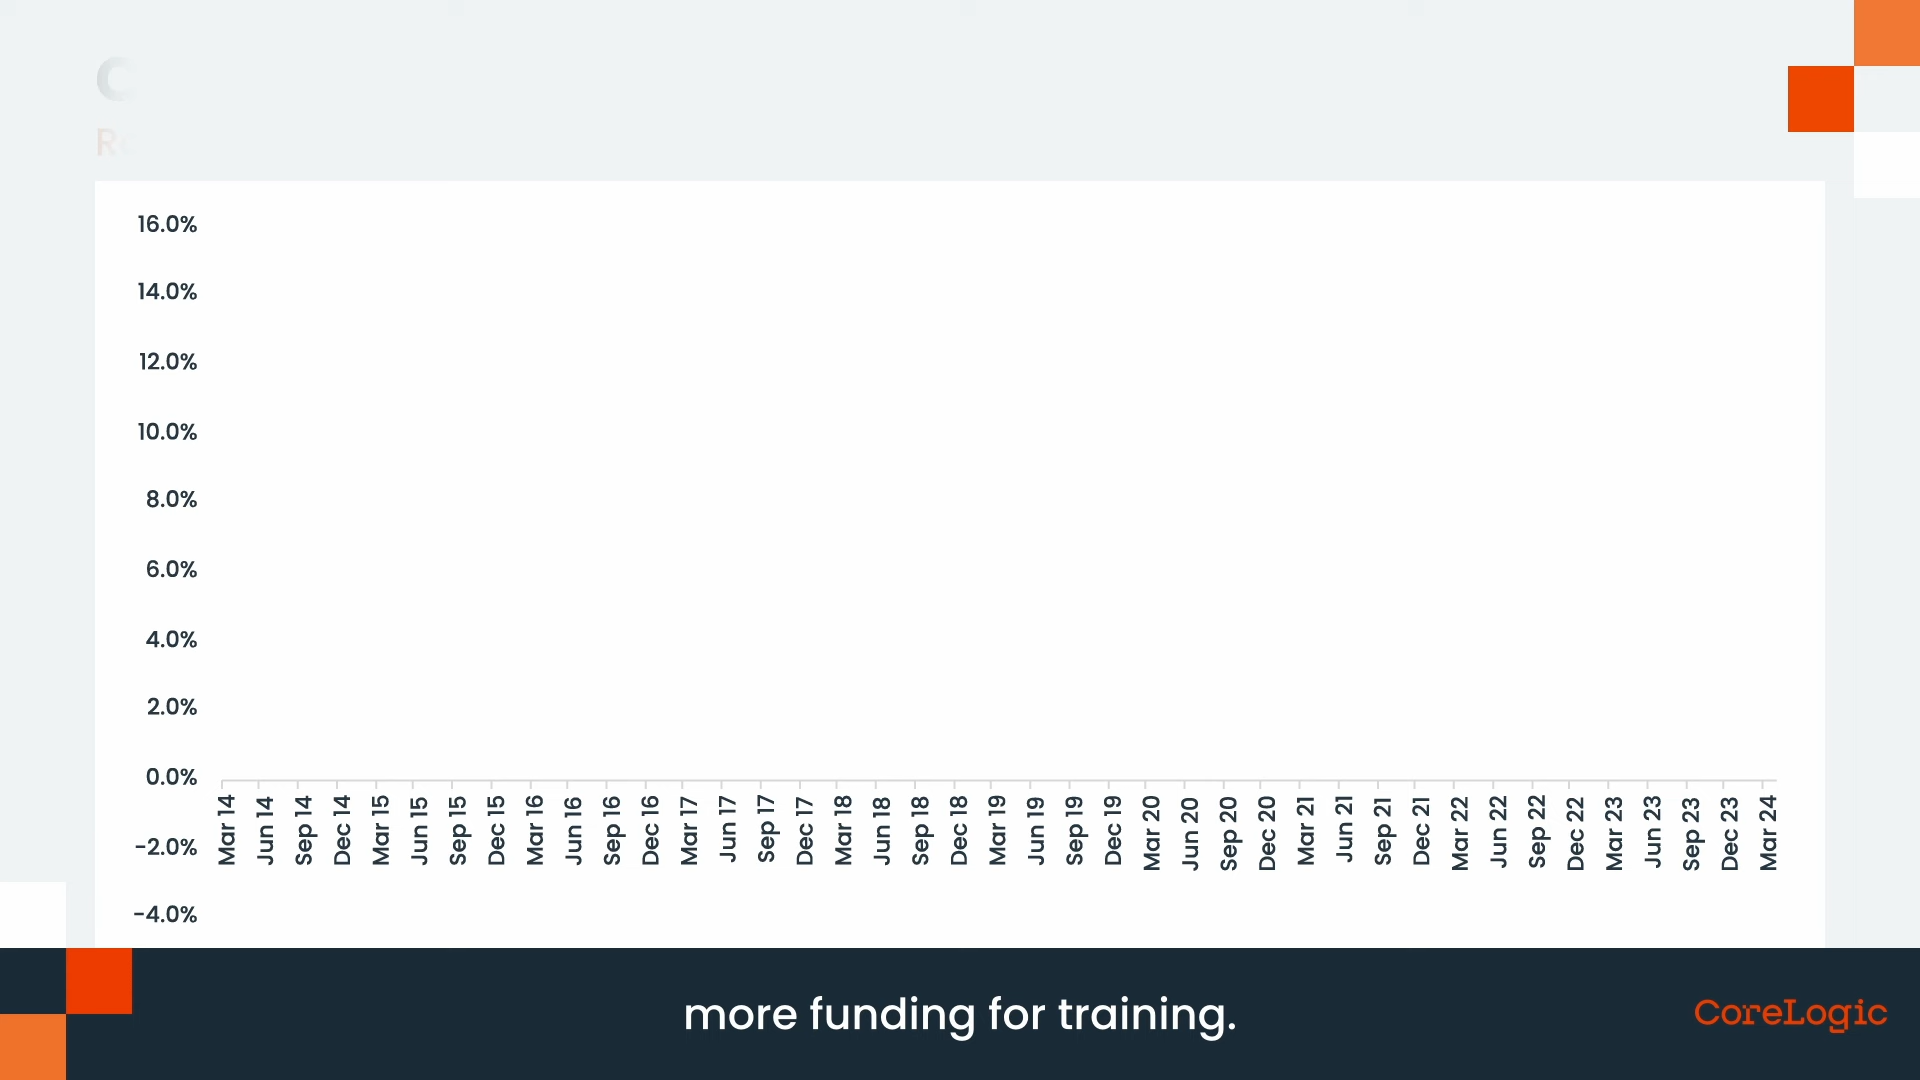 C
R
16.0%
14.0%
12.0%
10.0%
8.0%
6.0%
4.0%
2.0%
0.0%
-2.0%
-4.0%
Mar 14
Jun 14
Sep 14
Dec 14
Mar 15
Jun 15
Sep 15
Dec 15
Mar 16
Jun 16
Sep 16
Dec 16
Mar 17
Jun 17
Sep 17
Dec 17
Mar 18
Jun 18
Sep 18
Dec 18
Mar 19
Jun 19
Sep 19
Dec 19
Mar 20
Jun 20
Sep 20
Dec 20
Mar 21
Jun 21
Sep 21
Dec 21
Mar 22
Jun 22
Sep 22
Dec 22
Mar 23
Jun 23
Sep 23
Dec 23
Mar 24
more funding for training.
CoreLogic